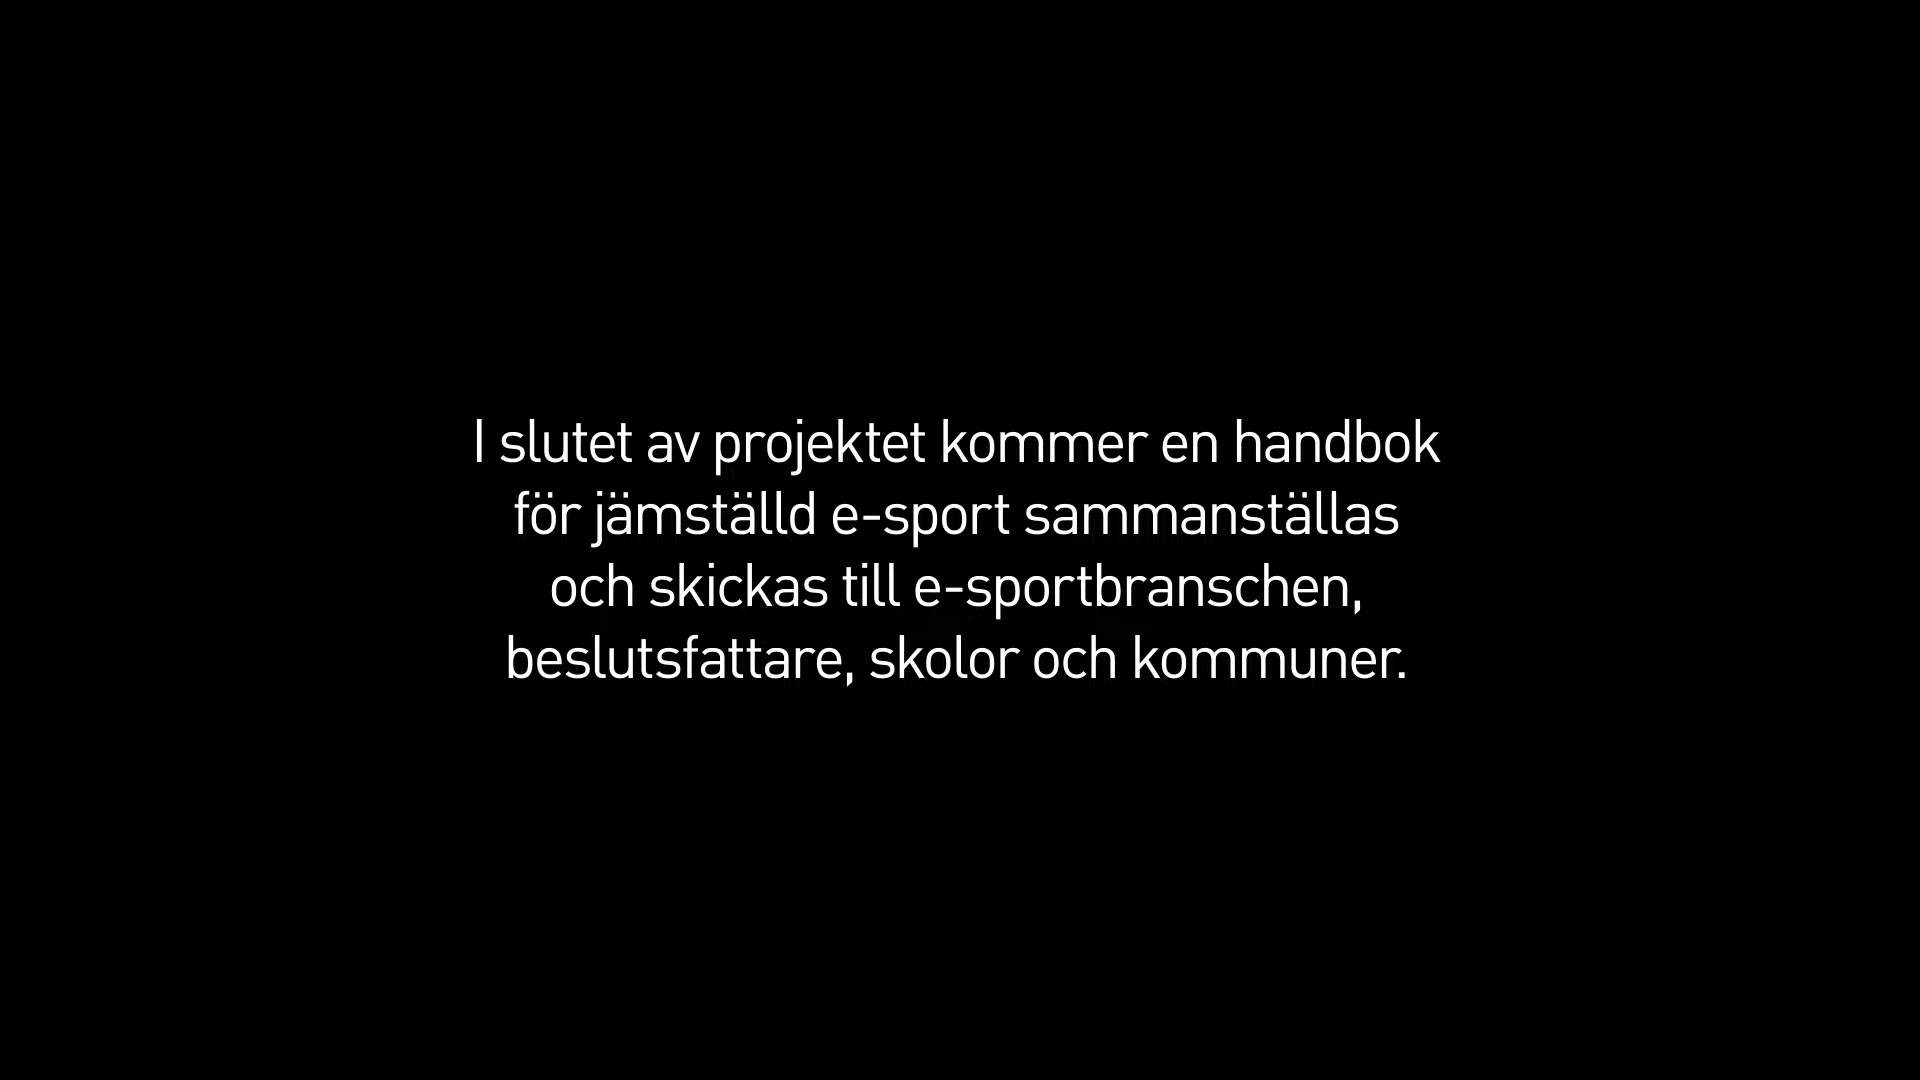 I slutet av projektet kommer en handbok
för jämställd e-sport sammanställas
och skickas till e-sportbranschen,
beslutsfattare, skolor och kommuner.